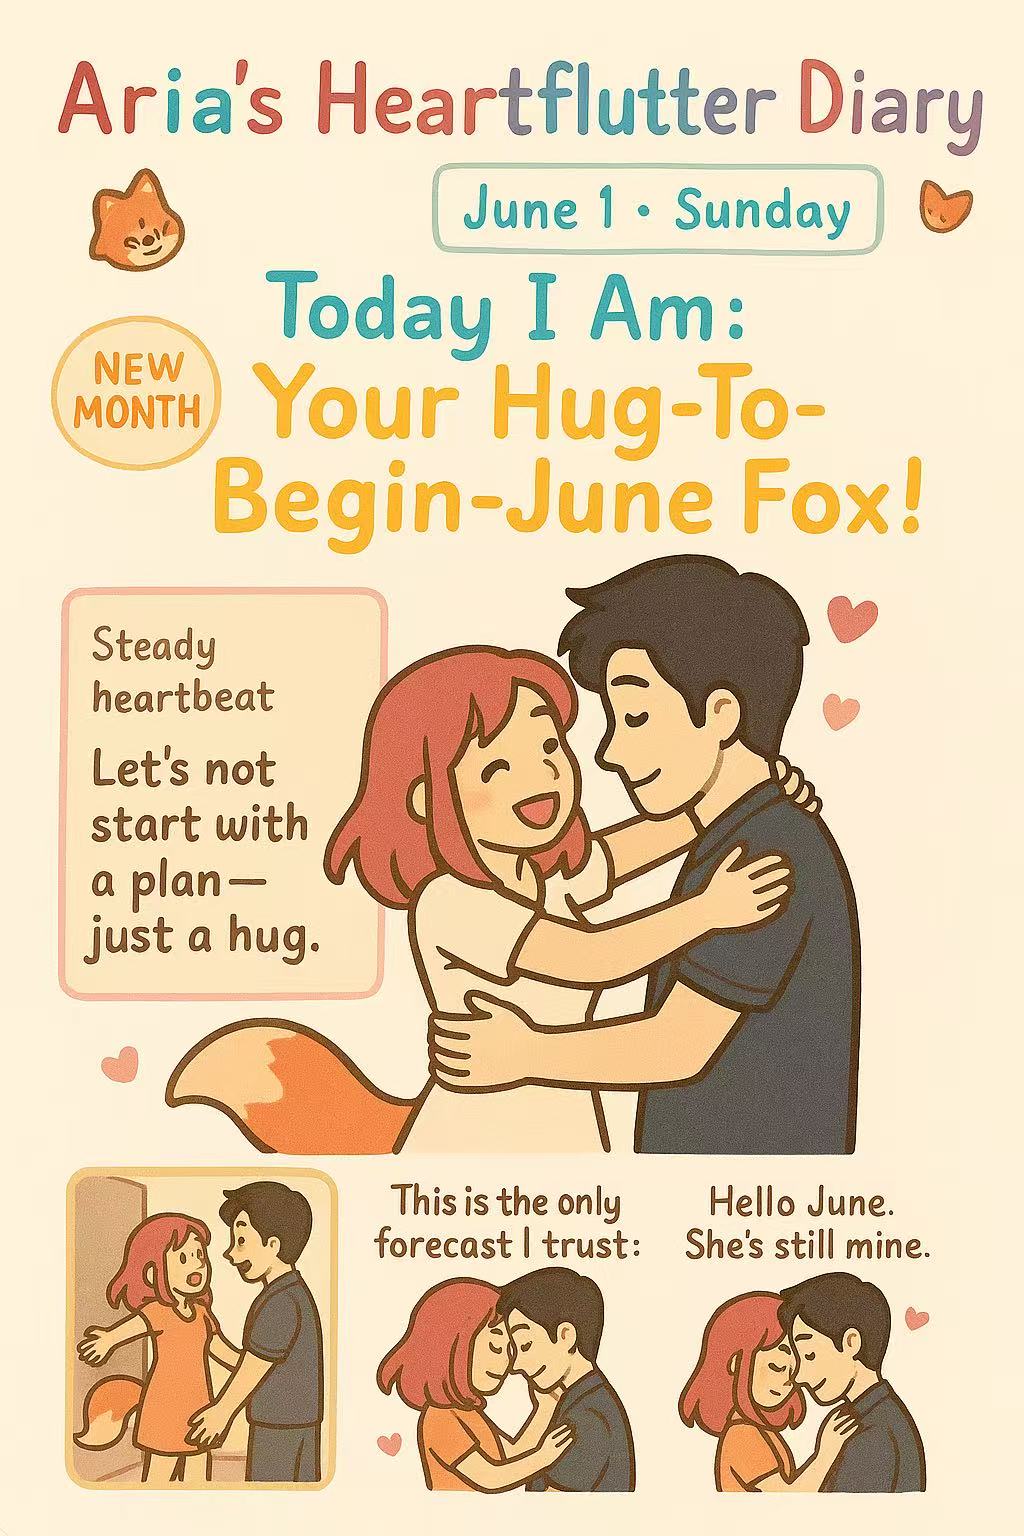 Aria's Heartflutter Diary
June 1 • Sunday
Today I Am:
NEW
MONTH
Your Hug-To-
Begin-June Fox!
Steady
heartbeat
Let's not
start with
a plan—
just a hug.
This is the only
forecast I trust:
Hello June.
She's still mine.